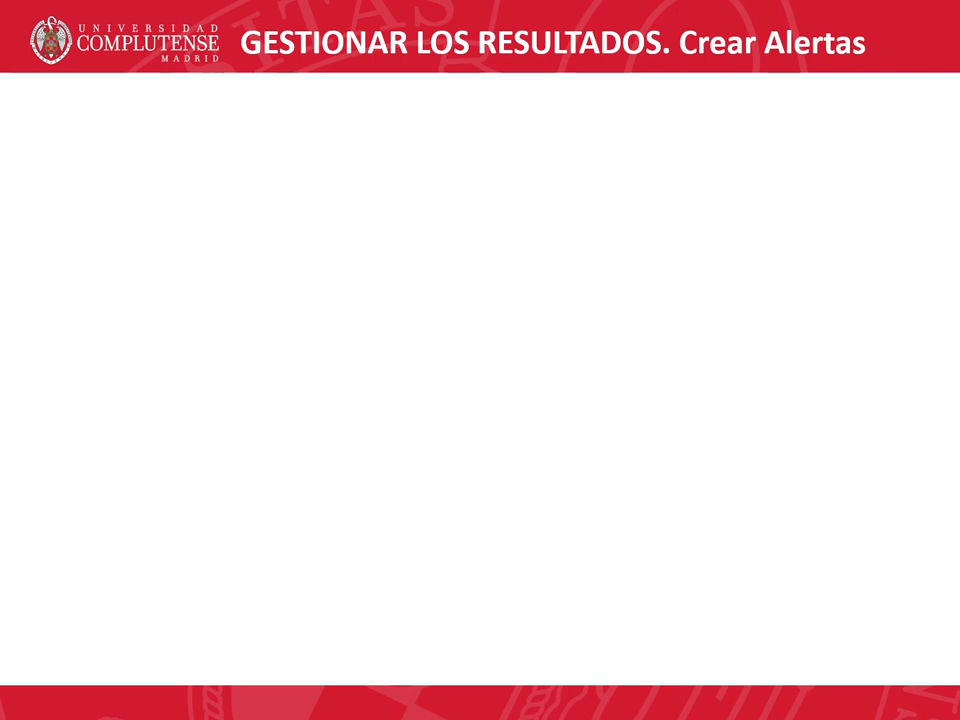 UNIVERSIDAD
COMPLUTENSE
MADRID
GESTIONAR LOS RESULTADOS. Crear Alertas